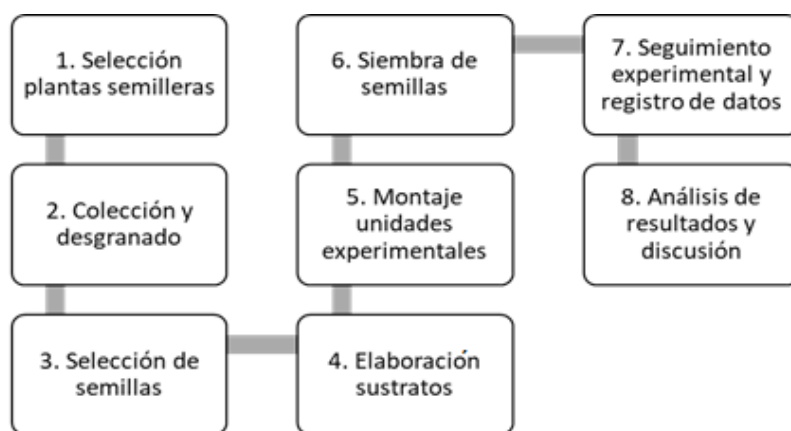 1. Selección
plantas semilleras
2. Colección y
desgranado
3. Selección de
semillas
4. Elaboración
sustratos
5. Montaje
unidades
experimentales
6. Siembra de
semillas
7. Seguimiento
experimental y
registro de datos
8. Análisis de
resultados y
discusión